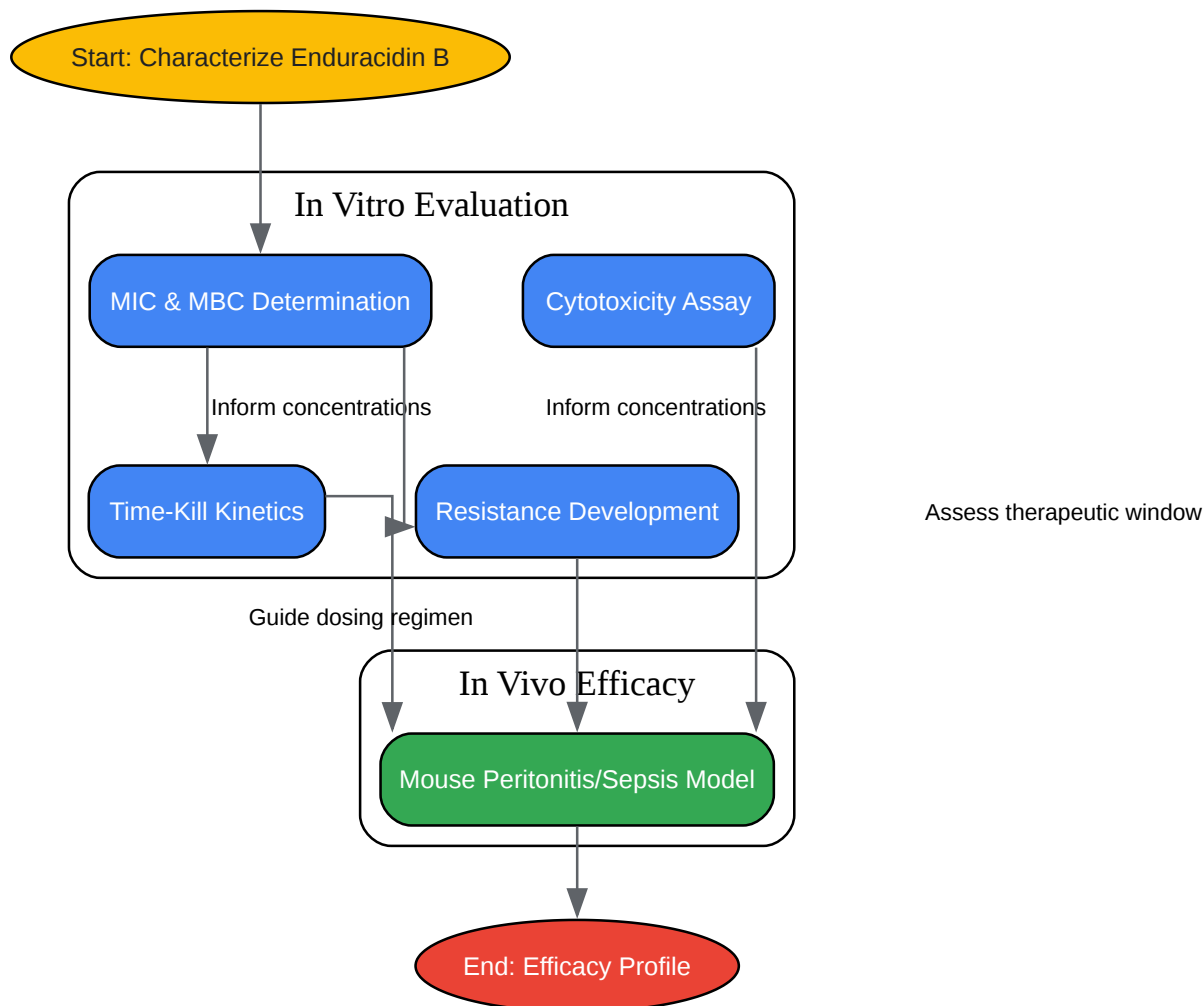 Start: Characterize Enduracidin B
In Vitro Evaluation
MIC & MBC Determination
Cytotoxicity Assay
Inform concentrations
Inform concentrations
Time-Kill Kinetics
Resistance Development
Assess therapeutic window
Guide dosing regimen
In Vivo Efficacy
Mouse Peritonitis/Sepsis Model
End: Efficacy Profile